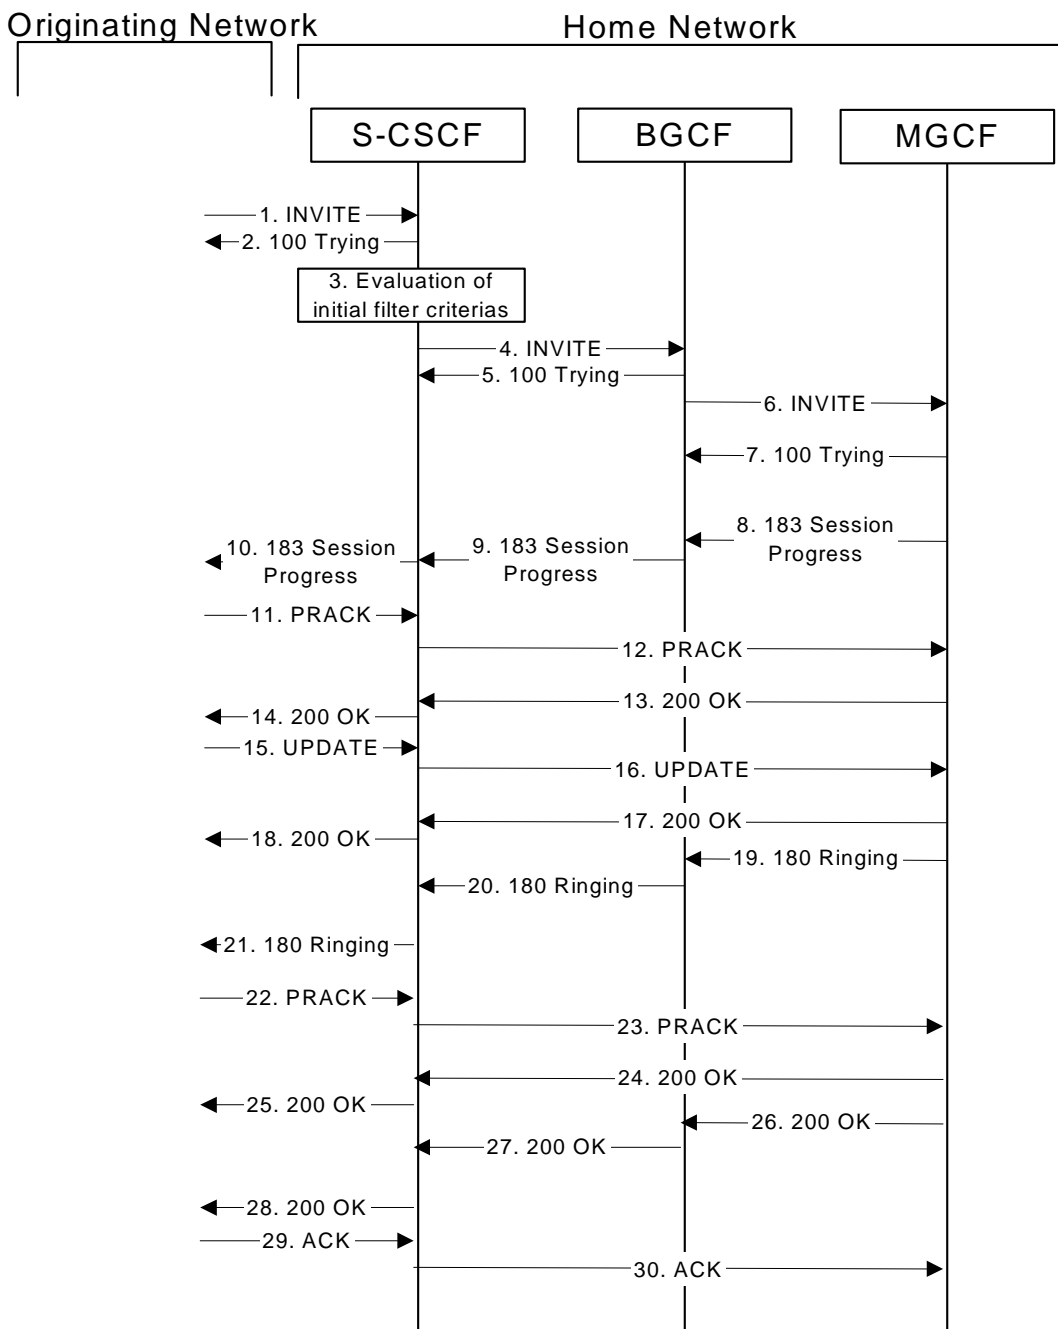 Originating Network
Home Network
S-CSCF
BGCF
MGCF
1. INVITE
2. 100 Trying
3. Evaluation of
initial filter criterias
4. INVITE
5. 100 Trying
6. INVITE
7. 100 Trying
8. 183 Session
Progress
9. 183 Session
Progress
10. 183 Session
Progress
11. PRACK
12. PRACK
13. 200 OK
14. 200 OK
15. UPDATE
16. UPDATE
17. 200 OK
18. 200 OK
19. 180 Ringing
20. 180 Ringing
21. 180 Ringing
22. PRACK
23. PRACK
24. 200 OK
25. 200 OK
26. 200 OK
27. 200 OK
28. 200 OK
29. ACK
30. ACK